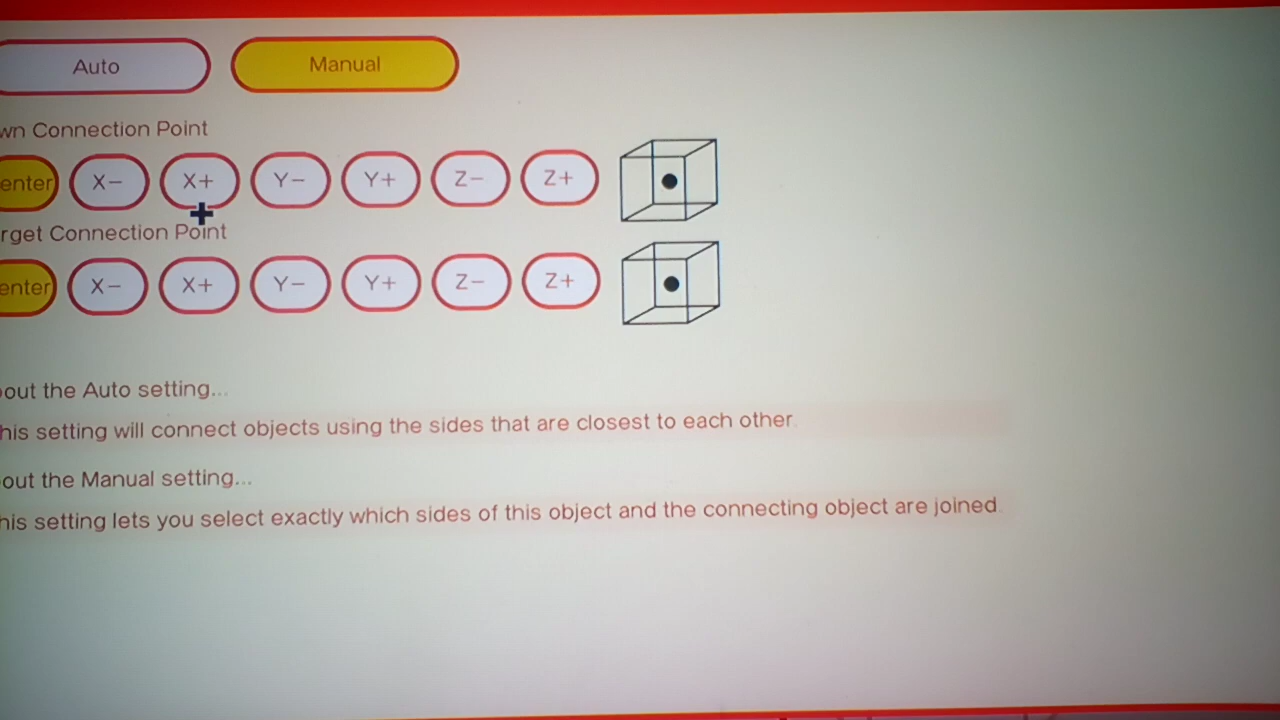 Auto Manual
wn Connection Point
enter X- X+ Y- Y+ Z- Z+
rget Connection Point
enter X- X+ Y- Y+ Z- Z+
out the Auto setting...
his setting will connect objects using the sides that are closest to each other.
out the Manual setting...
his setting lets you select exactly which sides of this object and the connecting object are joined.